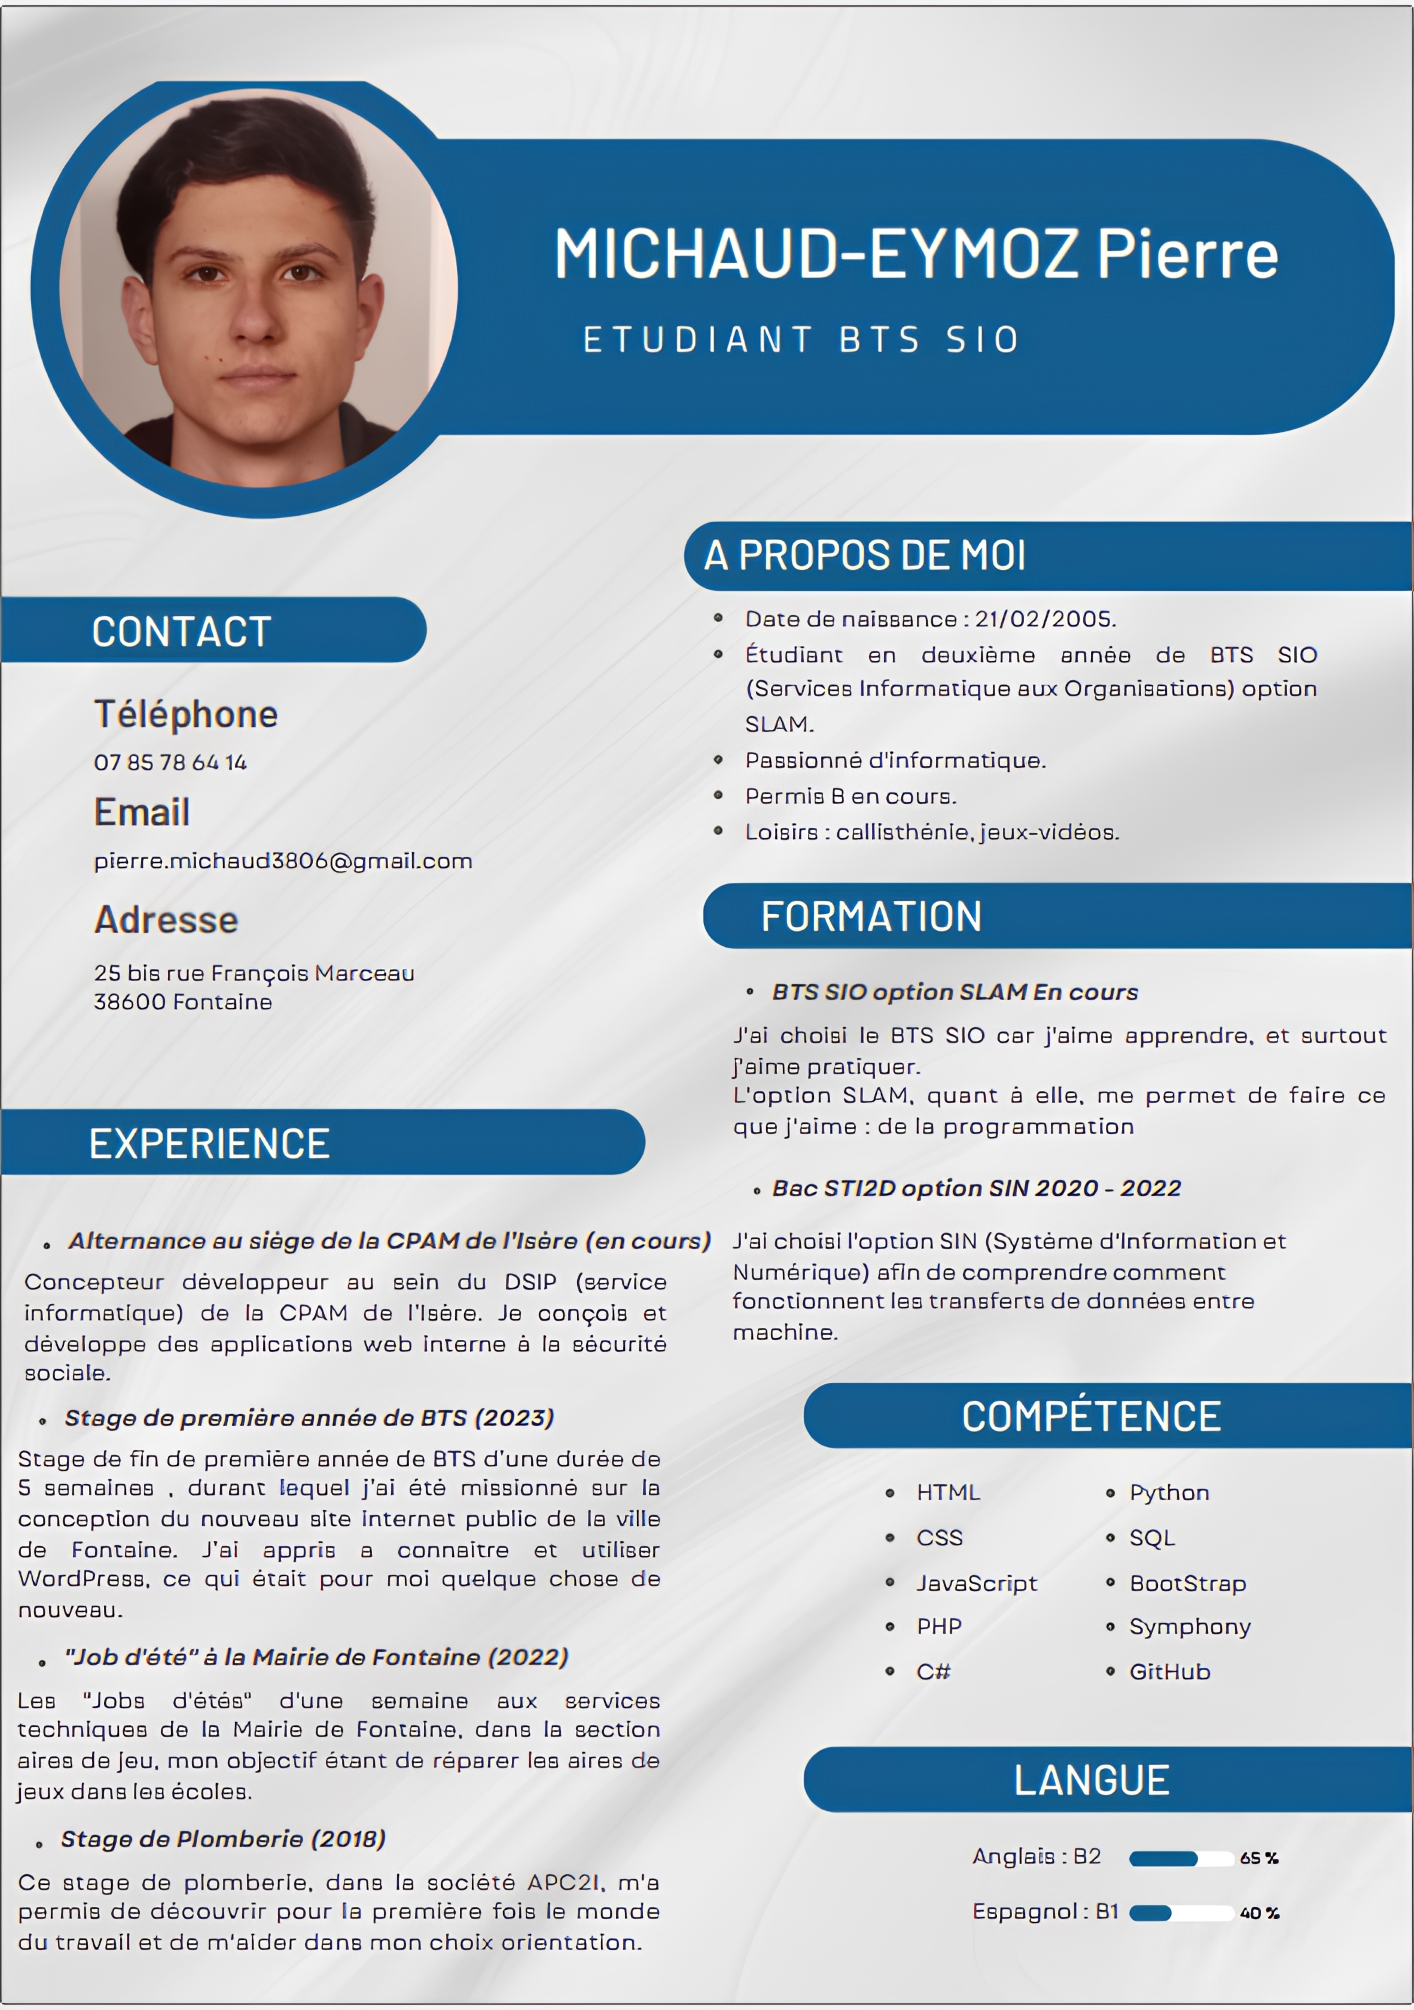 MICHAUD-EYMOZ Pierre
ETUDIANT BTS SIO
CONTACT
Téléphone
07 85 78 64 14
Email
pierre.michaud3806@gmail.com
Adresse
25 bis rue François Marceau
38600 Fontaine
EXPERIENCE
• Alternance au siège de la CPAM de l'Isère (en cours)
Concepteur développeur au sein du DSIP (service
informatique) de la CPAM de l'Isère. Je conçois et
développe des applications web interne à la sécurité
sociale.
• Stage de première année de BTS (2023)
Stage de fin de première année de BTS d'une durée de
5 semaines , durant lequel j'ai été missionné sur la
conception du nouveau site internet public de la ville
de Fontaine. J'ai appris a connaitre et utiliser
WordPress, ce qui était pour moi quelque chose de
nouveau.
• "Job d'été" à la Mairie de Fontaine (2022)
Les "Jobs d'étés" d'une semaine aux services
techniques de la Mairie de Fontaine, dans la section
aires de jeu, mon objectif étant de réparer les aires de
jeux dans les écoles.
• Stage de Plomberie (2018)
Ce stage de plomberie, dans la société APC2I, m'a
permis de découvrir pour la première fois le monde
du travail et de m'aider dans mon choix orientation.
A PROPOS DE MOI
• Date de naissance : 21/02/2005.
• Étudiant en deuxième année de BTS SIO
(Services Informatique aux Organisations) option
SLAM.
• Passionné d'informatique.
• Permis B en cours.
• Loisirs : callisthénie, jeux-vidéos.
FORMATION
• BTS SIO option SLAM En cours
J'ai choisi le BTS SIO car j'aime apprendre, et surtout
j'aime pratiquer.
L'option SLAM, quant à elle, me permet de faire ce
que j'aime : de la programmation
• Bac STI2D option SIN 2020 - 2022
J'ai choisi l'option SIN (Système d'Information et
Numérique) afin de comprendre comment
fonctionnent les transferts de données entre
machine.
COMPÉTENCE
• HTML
• CSS
• JavaScript
• PHP
• C#
• Python
• SQL
• BootStrap
• Symphony
• GitHub
LANGUE
Anglais : B2 65 %
Espagnol : B1 40 %